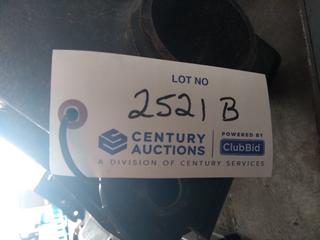 LOT NO
2521 B
CENTURY AUCTIONS
POWERED BY ClubBid
A DIVISION OF CENTURY SERVICES